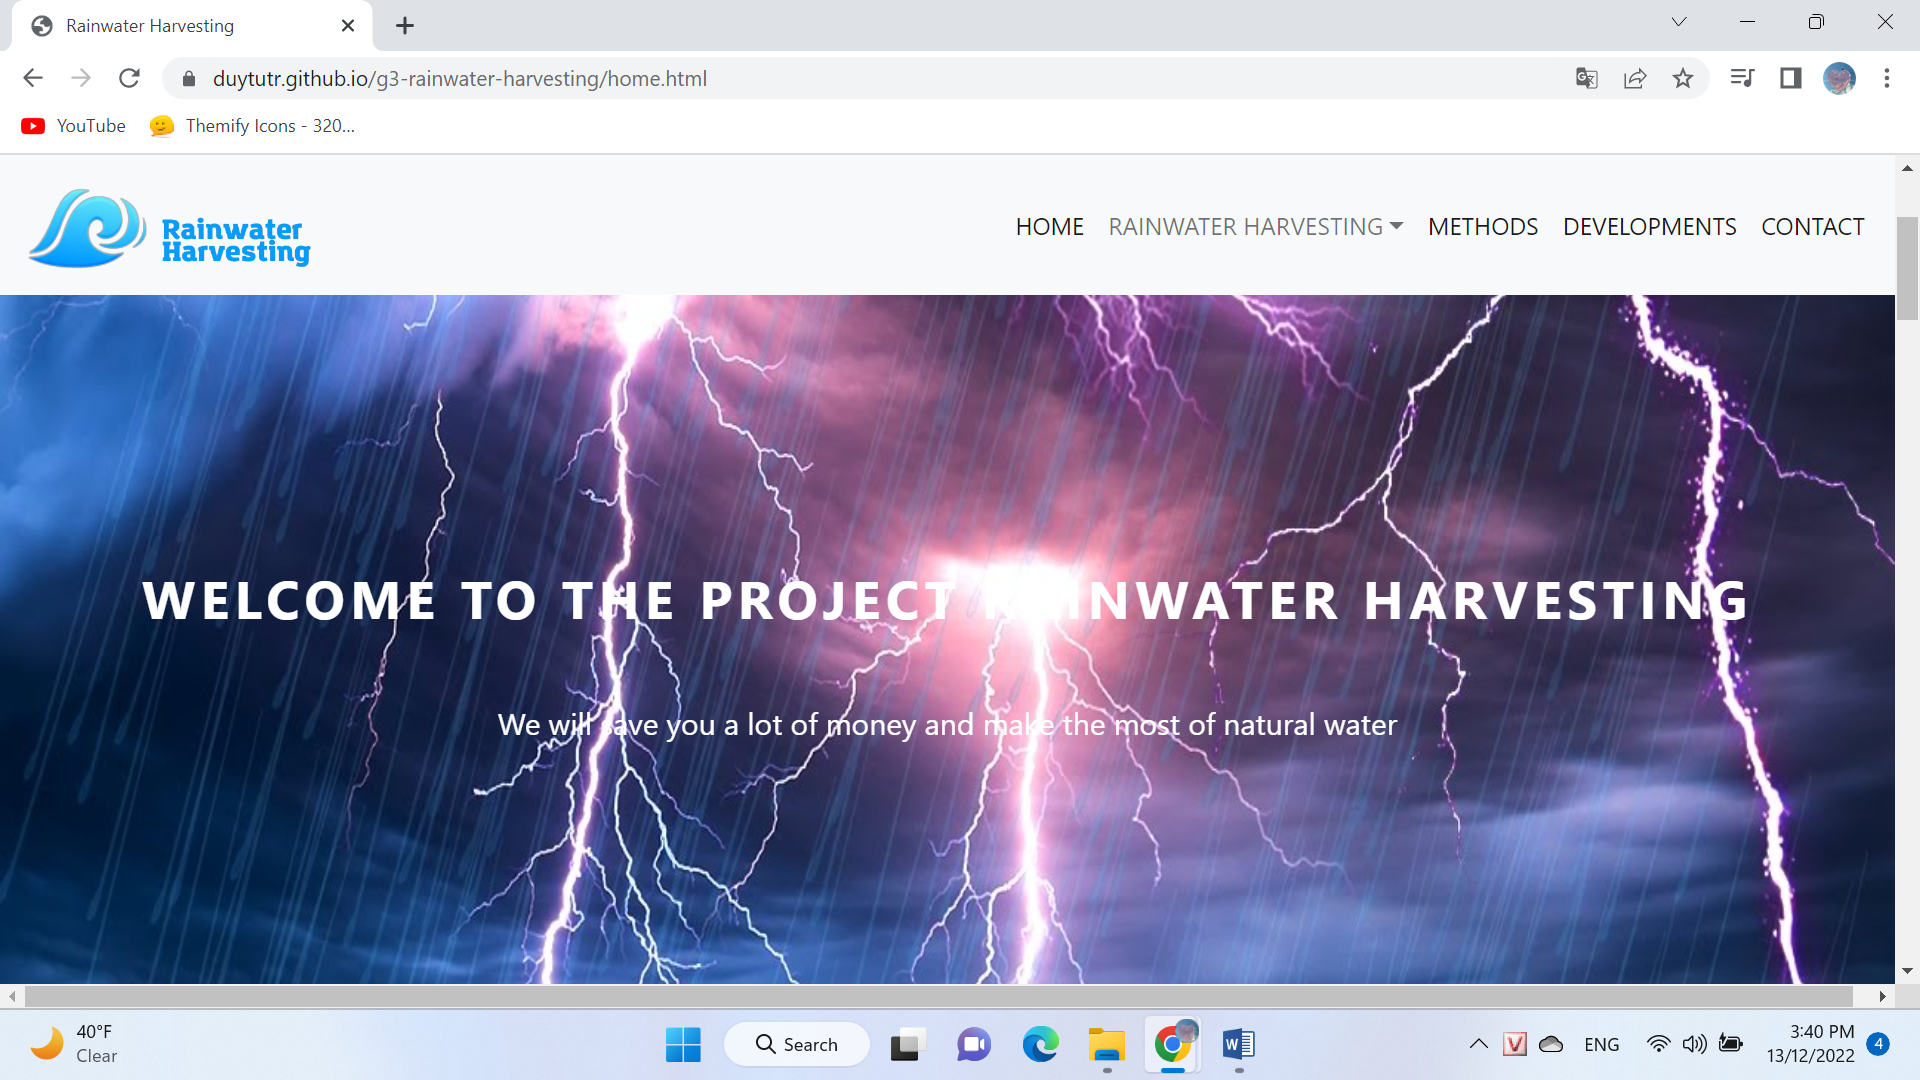 Rainwater Harvesting
duytutr.github.io/g3-rainwater-harvesting/home.html
YouTube
Themify Icons - 320...
Rainwater
Harvesting
HOME RAINWATER HARVESTING METHODS DEVELOPMENTS CONTACT
WELCOME TO THE PROJECT RAINWATER HARVESTING
We will save you a lot of money and make the most of natural water
40°F
Clear
Search
W
V
ENG
3:40 PM
13/12/2022
4